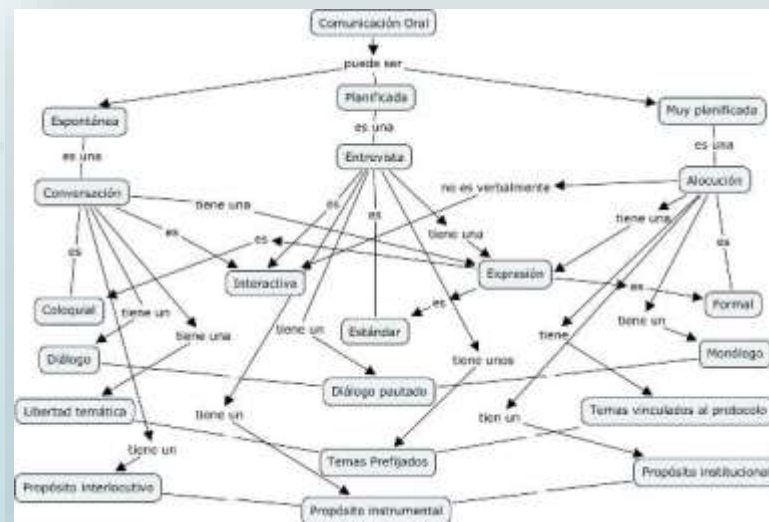 Comunicación Oral
puede ser
Espontánea
Planificada
Muy planificada
es una
es una
es una
Conversación
Entrevista
Alocución
tiene una
es
no es verbalmente
es
es
es
tiene una
tiene una
es
es
Interactiva
Expresión
es
es
Coloquial
tiene un
tiene una
Estándar
tiene un
tiene
tiene un
Formal
Diálogo
tiene unos
Monólogo
Diálogo pautado
Libertad temática
tiene un
tien un
Temas vinculados al protocolo
tiene un
Temas Prefijados
Propósito institucional
Propósito interlocutivo
Propósito instrumental